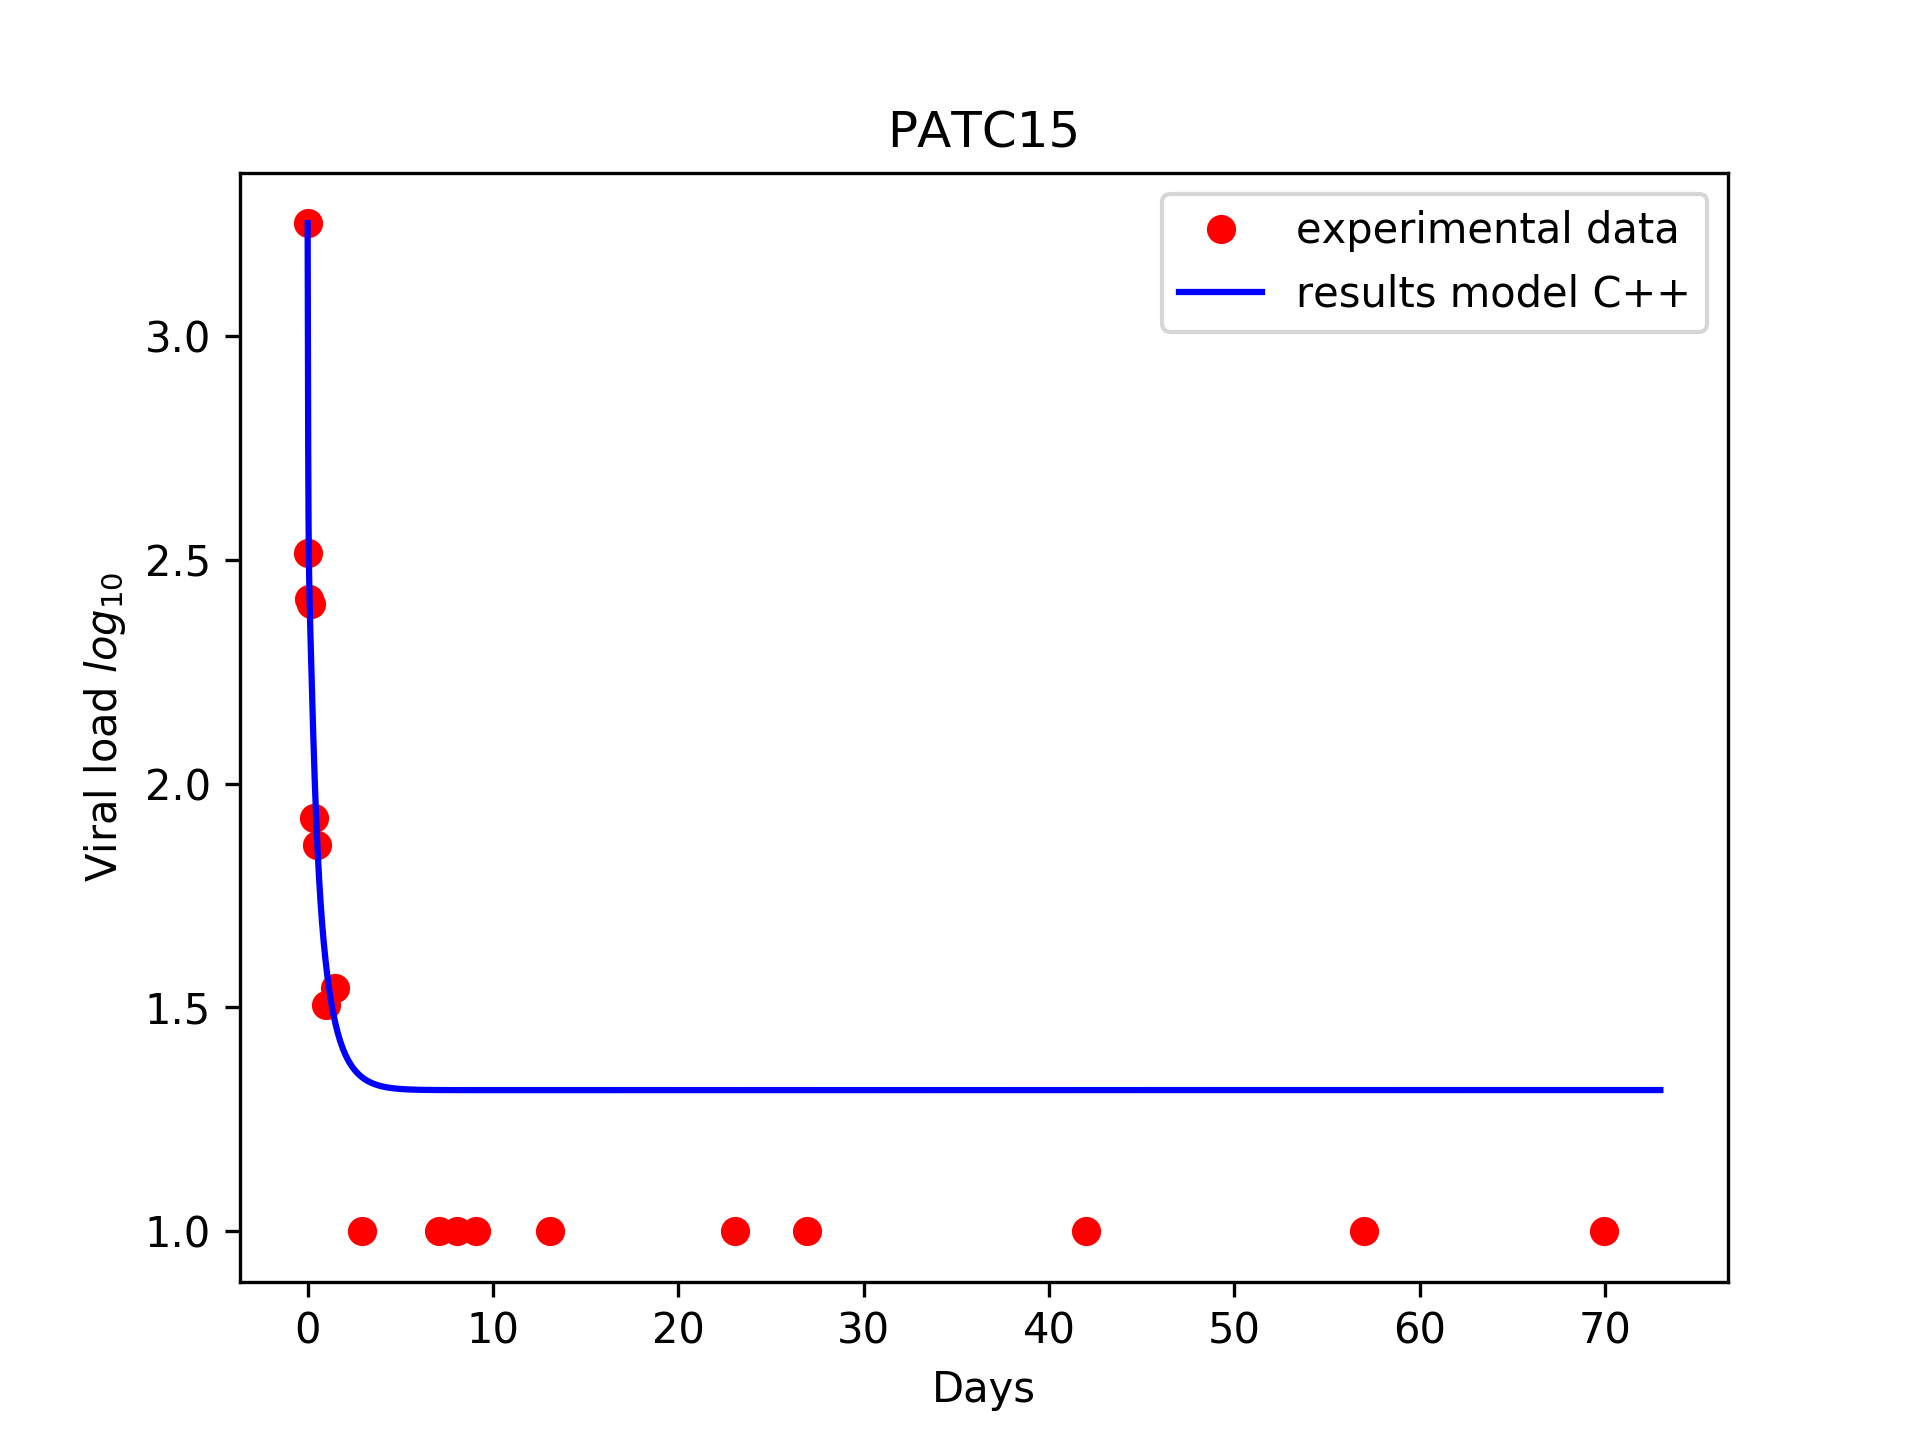 PATC15
experimental data
results model C++
Viral load log₁₀
3.0
2.5
2.0
1.5
1.0
0 10 20 30 40 50 60 70
Days